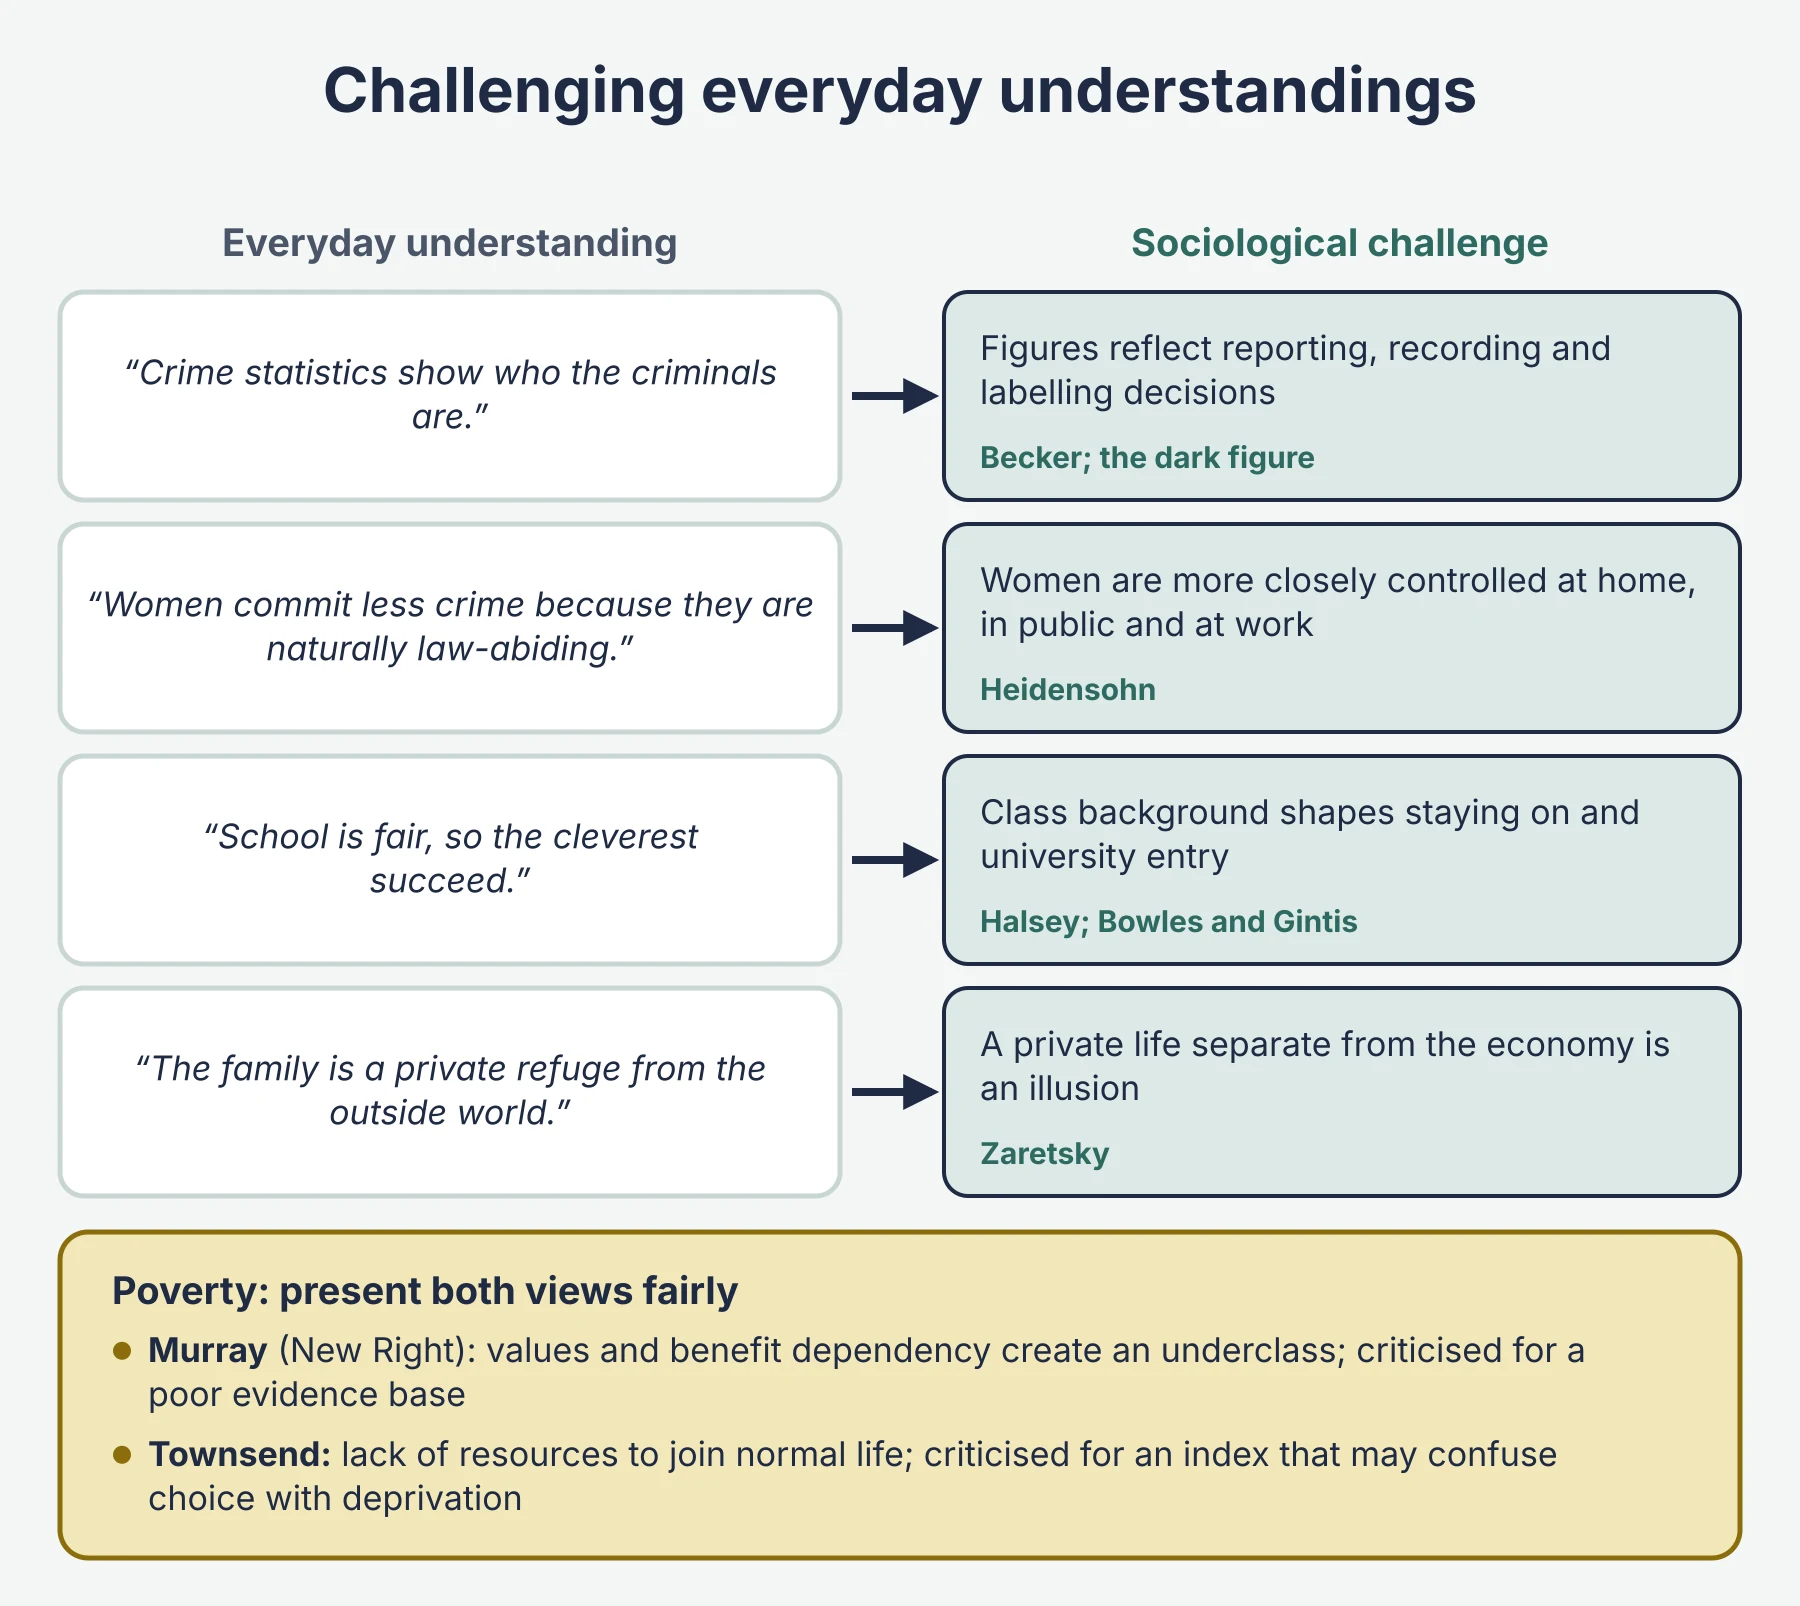 Challenging everyday understandings
Everyday understanding
Sociological challenge
“Crime statistics show who the criminals
are.”
Figures reflect reporting, recording and
labelling decisions
Becker; the dark figure
“Women commit less crime because they are
naturally law-abiding.”
Women are more closely controlled at home,
in public and at work
Heidensohn
“School is fair, so the cleverest
succeed.”
Class background shapes staying on and
university entry
Halsey; Bowles and Gintis
“The family is a private refuge from the
outside world.”
A private life separate from the economy is
an illusion
Zaretsky
Poverty: present both views fairly
Murray (New Right): values and benefit dependency create an underclass; criticised for a
poor evidence base
Townsend: lack of resources to join normal life; criticised for an index that may confuse
choice with deprivation